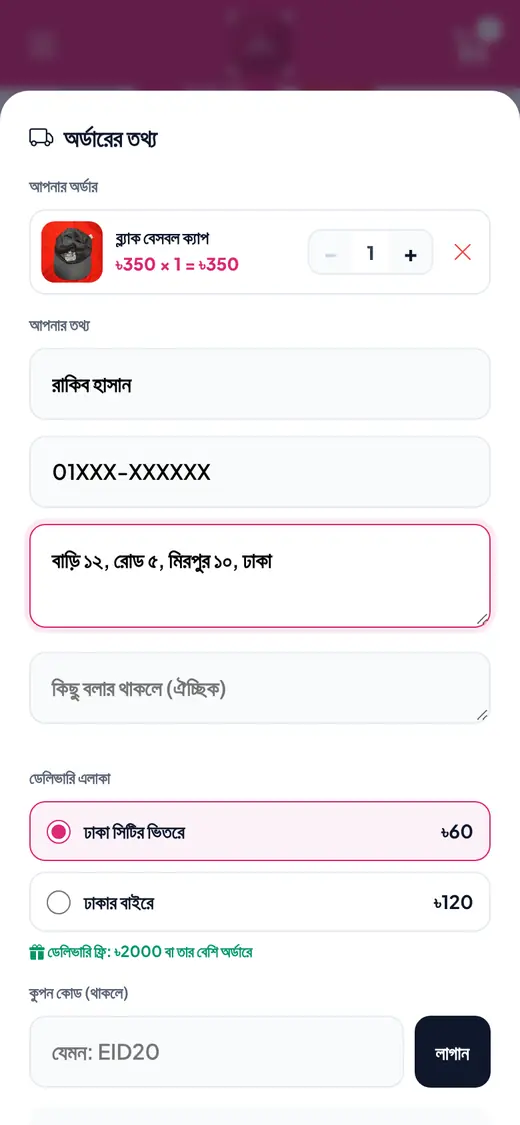 অর্ডারের তথ্য
আপনার অর্ডার
ব্ল্যাক বেসবল ক্যাপ
৳350 × 1 = ৳350
− 1 +
আপনার তথ্য
রাকিব হাসান
01XXX-XXXXXX
বাড়ি ১২, রোড ৫, মিরপুর ১০, ঢাকা
কিছু বলার থাকলে (ঐচ্ছিক)
ডেলিভারি এলাকা
ঢাকা সিটির ভিতরে ৳60
ঢাকার বাইরে ৳120
ডেলিভারি ফ্রি: ৳2000 বা তার বেশি অর্ডারে
কুপন কোড (থাকলে)
যেমন: EID20 লাগান